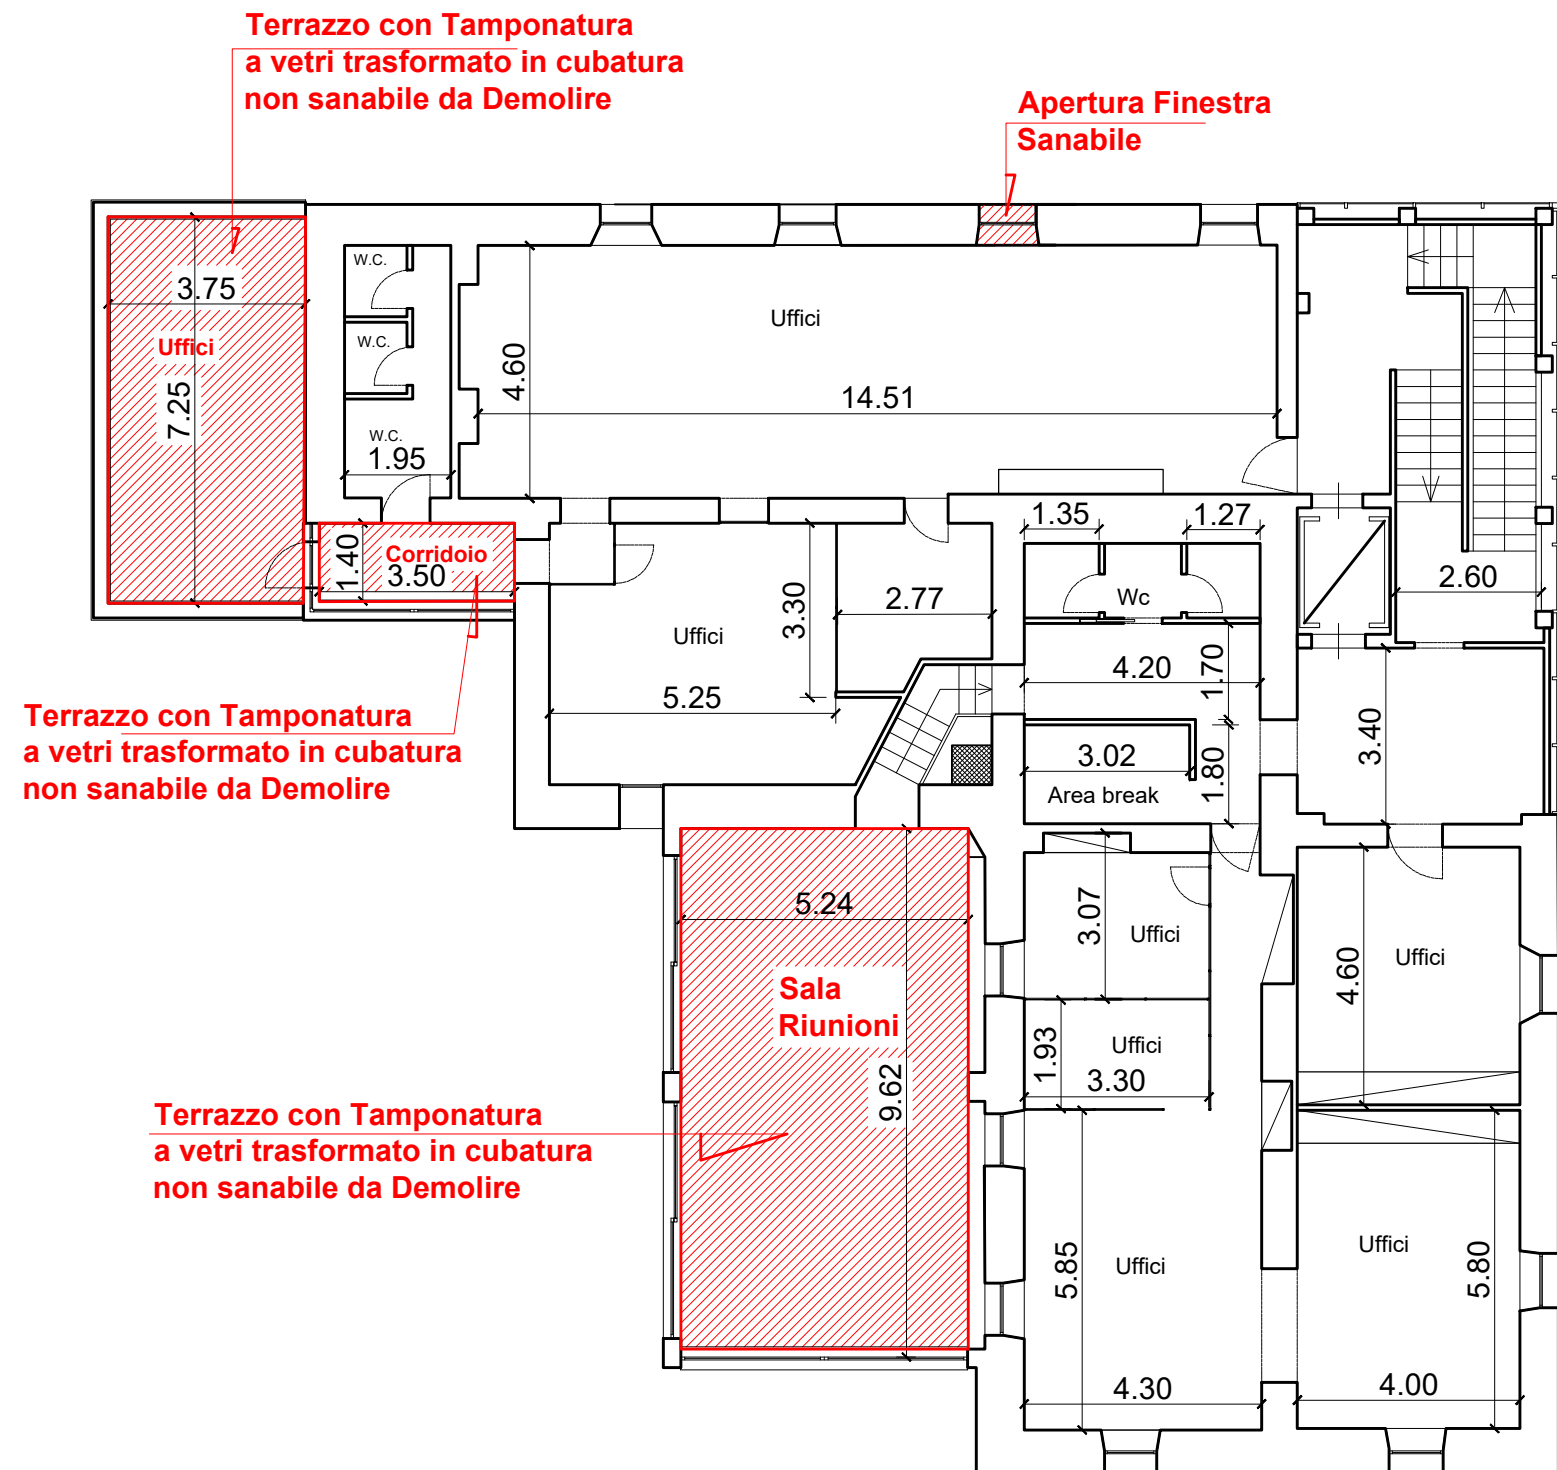 Terrazzo con Tamponatura
a vetri trasformato in cubatura
non sanabile da Demolire
Apertura Finestra
Sanabile
3.75
Uffici
7.25
W.C.
W.C.
W.C.
1.95
Uffici
4.60
14.51
Corridoio
1.40
3.50
Uffici
3.30
2.77
5.25
1.35
1.27
Wc
4.20
1.70
2.60
3.02
Area break
1.80
3.40
Terrazzo con Tamponatura
a vetri trasformato in cubatura
non sanabile da Demolire
5.24
Sala
Riunioni
9.62
3.07
Uffici
Uffici
4.60
1.93
Uffici
3.30
Terrazzo con Tamponatura
a vetri trasformato in cubatura
non sanabile da Demolire
5.85
Uffici
4.30
Uffici
5.80
4.00